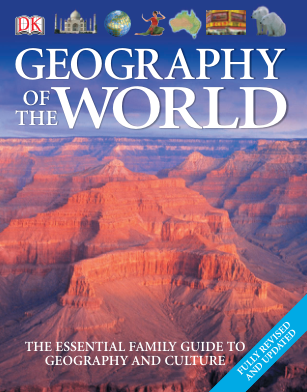 DK
GEOGRAPHY
OF THE WORLD
THE ESSENTIAL FAMILY GUIDE TO
GEOGRAPHY AND CULTURE
FULLY REVISED
AND UPDATED